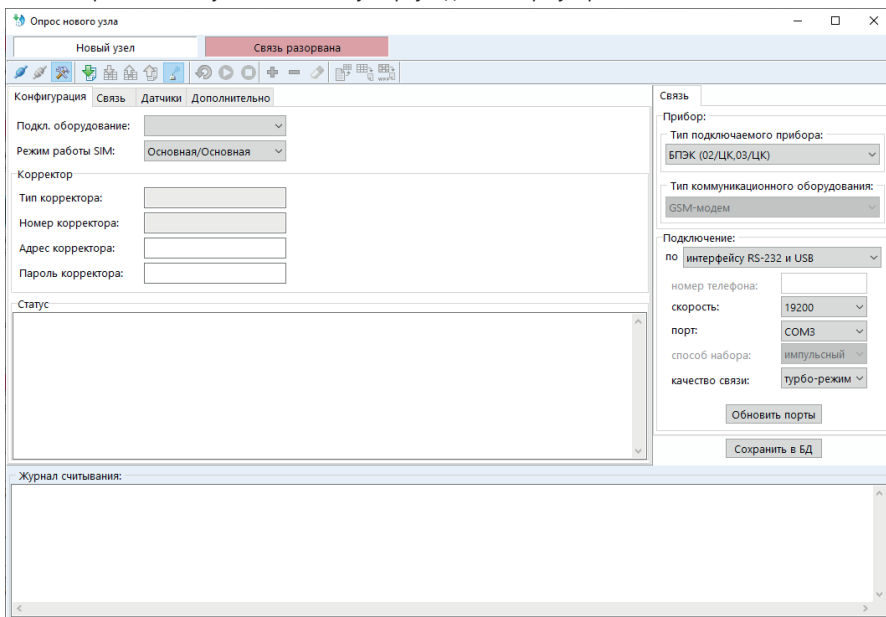 Опрос нового узла
Новый узел
Связь разорвана
Конфигурация Связь Датчики Дополнительно
Подкл. оборудование:
Режим работы SIM: Основная/Основная
Корректор
Тип корректора:
Номер корректора:
Адрес корректора:
Пароль корректора:
Статус
Связь
Прибор:
Тип подключаемого прибора:
БПЭК (02/ЦК,03/ЦК)
Тип коммуникационного оборудования:
GSM-модем
Подключение:
по интерфейсу RS-232 и USB
номер телефона:
скорость: 19200
порт: COM3
способ набора: импульсный
качество связи: турбо-режим
Обновить порты
Сохранить в БД
Журнал считывания: